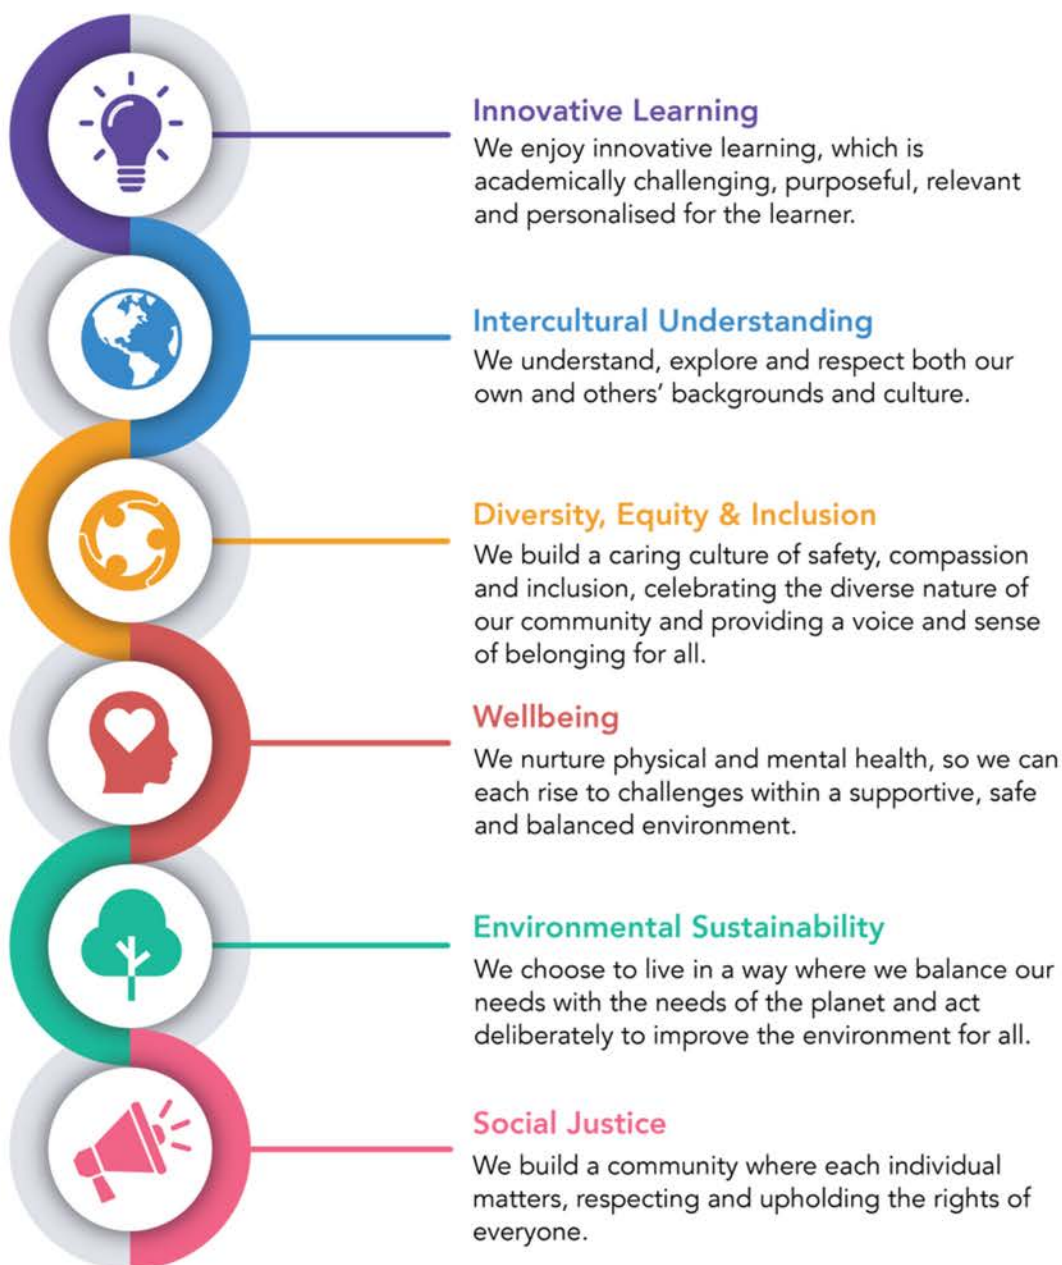 Innovative Learning
We enjoy innovative learning, which is
academically challenging, purposeful, relevant
and personalised for the learner.
Intercultural Understanding
We understand, explore and respect both our
own and others’ backgrounds and culture.
Diversity, Equity & Inclusion
We build a caring culture of safety, compassion
and inclusion, celebrating the diverse nature of
our community and providing a voice and sense
of belonging for all.
Wellbeing
We nurture physical and mental health, so we can
each rise to challenges within a supportive, safe
and balanced environment.
Environmental Sustainability
We choose to live in a way where we balance our
needs with the needs of the planet and act
deliberately to improve the environment for all.
Social Justice
We build a community where each individual
matters, respecting and upholding the rights of
everyone.